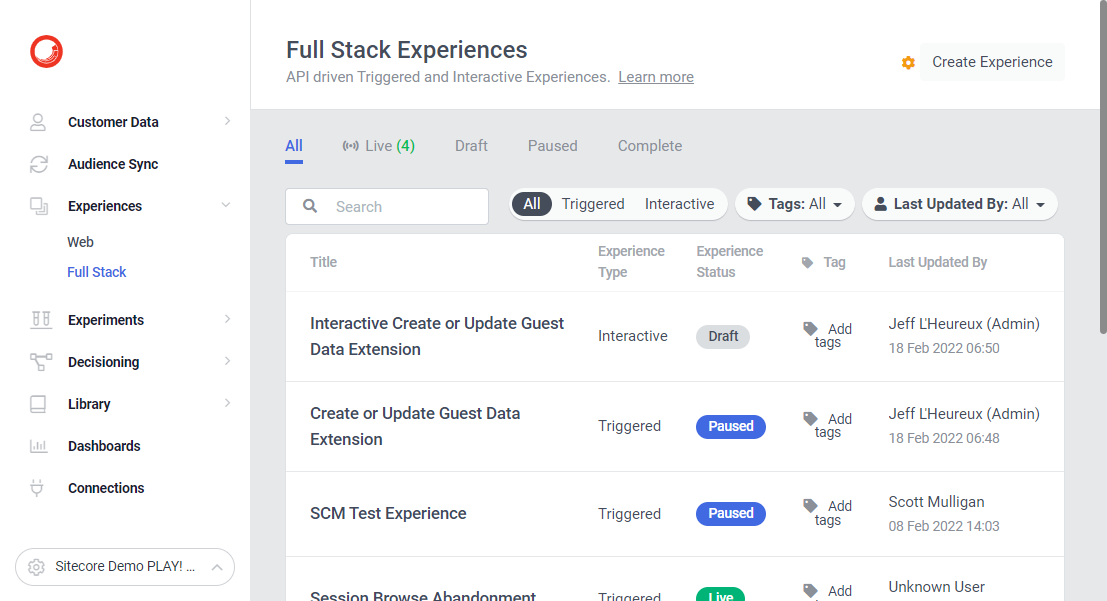 Customer Data
Audience Sync
Experiences
Web
Full Stack
Experiments
Decisioning
Library
Dashboards
Connections
Sitecore Demo PLAY! ...
Full Stack Experiences
API driven Triggered and Interactive Experiences. Learn more
Create Experience
All Live (4) Draft Paused Complete
Search All Triggered Interactive Tags: All Last Updated By: All
Title Experience Type Experience Status Tag Last Updated By
Interactive Create or Update Guest
Data Extension
Interactive
Draft
Add
tags
Jeff L'Heureux (Admin)
18 Feb 2022 06:50
Create or Update Guest Data
Extension
Triggered
Paused
Add
tags
Jeff L'Heureux (Admin)
18 Feb 2022 06:48
SCM Test Experience
Triggered
Paused
Add
tags
Scott Mulligan
08 Feb 2022 14:03
Session Browse Abandonment
Triggered
Live
Add
Unknown User